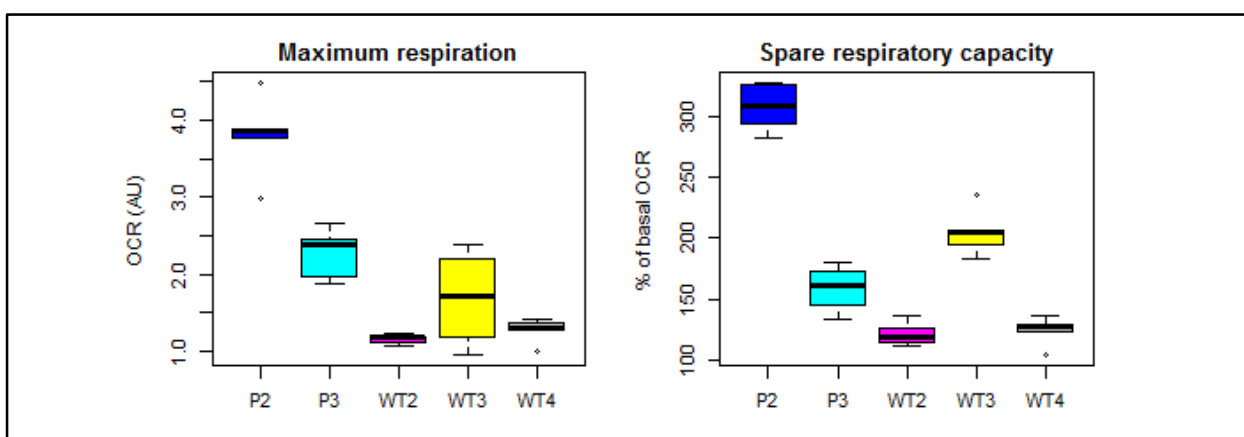 Maximum respiration
OCR (AU)
4.0
3.0
2.0
1.0
P2 P3 WT2 WT3 WT4
Spare respiratory capacity
% of basal OCR
300
250
200
150
100
P2 P3 WT2 WT3 WT4